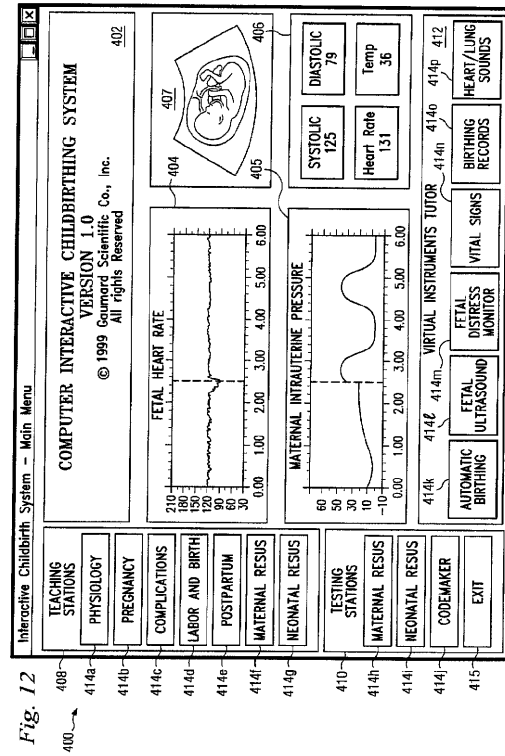 Fig. 12
400
Interactive Childbirth System – Main Menu
408
TEACHING
STATIONS
414a
PHYSIOLOGY
414b
PREGNANCY
414c
COMPLICATIONS
414d
LABOR AND BIRTH
414e
POSTPARTUM
414f
MATERNAL RESUS
414g
NEONATAL RESUS
410
TESTING
STATIONS
414h
MATERNAL RESUS
414i
NEONATAL RESUS
414j
CODEMAKER
415
EXIT
COMPUTER INTERACTIVE CHILDBIRTHING SYSTEM
VERSION 1.0
© 1999 Gaumard Scientific Co., Inc.
All rights Reserved
402
404
FETAL HEART RATE
210
180
150
120
90
60
30
0.00 1.00 2.00 3.00 4.00 5.00 6.00
407
405
MATERNAL INTRAUTERINE PRESSURE
50
30
10
-10
0.00 1.00 2.00 3.00 4.00 5.00 6.00
406
SYSTOLIC
125
DIASTOLIC
79
Heart Rate
131
Temp
36
VIRTUAL INSTRUMENTS TUTOR
412
414k
AUTOMATIC
BIRTHING
414ℓ
FETAL
ULTRASOUND
414m
FETAL
DISTRESS
MONITOR
414n
VITAL SIGNS
414o
BIRTHING
RECORDS
414p
HEART/LUNG
SOUNDS